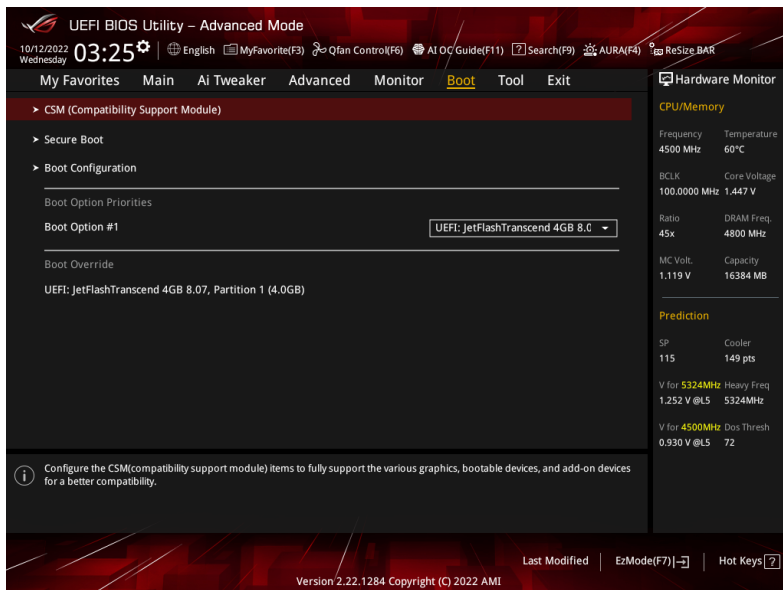 UEFI BIOS Utility – Advanced Mode
10/12/2022 Wednesday 03:25 English MyFavorite(F3) Qfan Control(F6) AI OC Guide(F11) ? Search(F9) AURA(F4) ReSize BAR
My Favorites Main Ai Tweaker Advanced Monitor Boot Tool Exit
Hardware Monitor
CSM (Compatibility Support Module)
Secure Boot
Boot Configuration
Boot Option Priorities
Boot Option #1 UEFI: JetFlashTranscend 4GB 8.0
Boot Override
UEFI: JetFlashTranscend 4GB 8.07, Partition 1 (4.0GB)
CPU/Memory
Frequency Temperature
4500 MHz 60°C
BCLK Core Voltage
100.0000 MHz 1.447 V
Ratio DRAM Freq.
45x 4800 MHz
MC Volt. Capacity
1.119 V 16384 MB
Prediction
SP Cooler
115 149 pts
V for 5324MHz Heavy Freq
1.252 V @L5 5324MHz
V for 4500MHz Dos Thresh
0.930 V @L5 72
i
Configure the CSM(compatibility support module) items to fully support the various graphics, bootable devices, and add-on devices
for a better compatibility.
Last Modified EzMode(F7) Hot Keys ?
Version 2.22.1284 Copyright (C) 2022 AMI